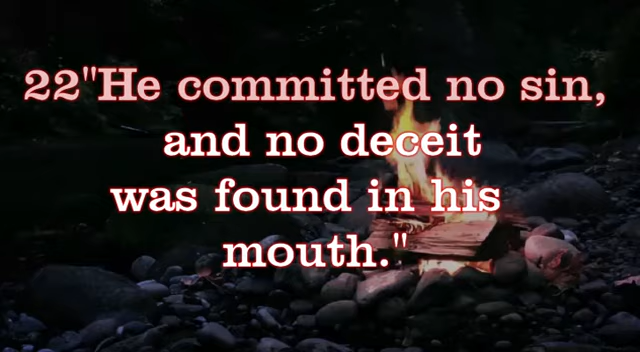 22"He committed no sin,
and no deceit
was found in his
mouth."